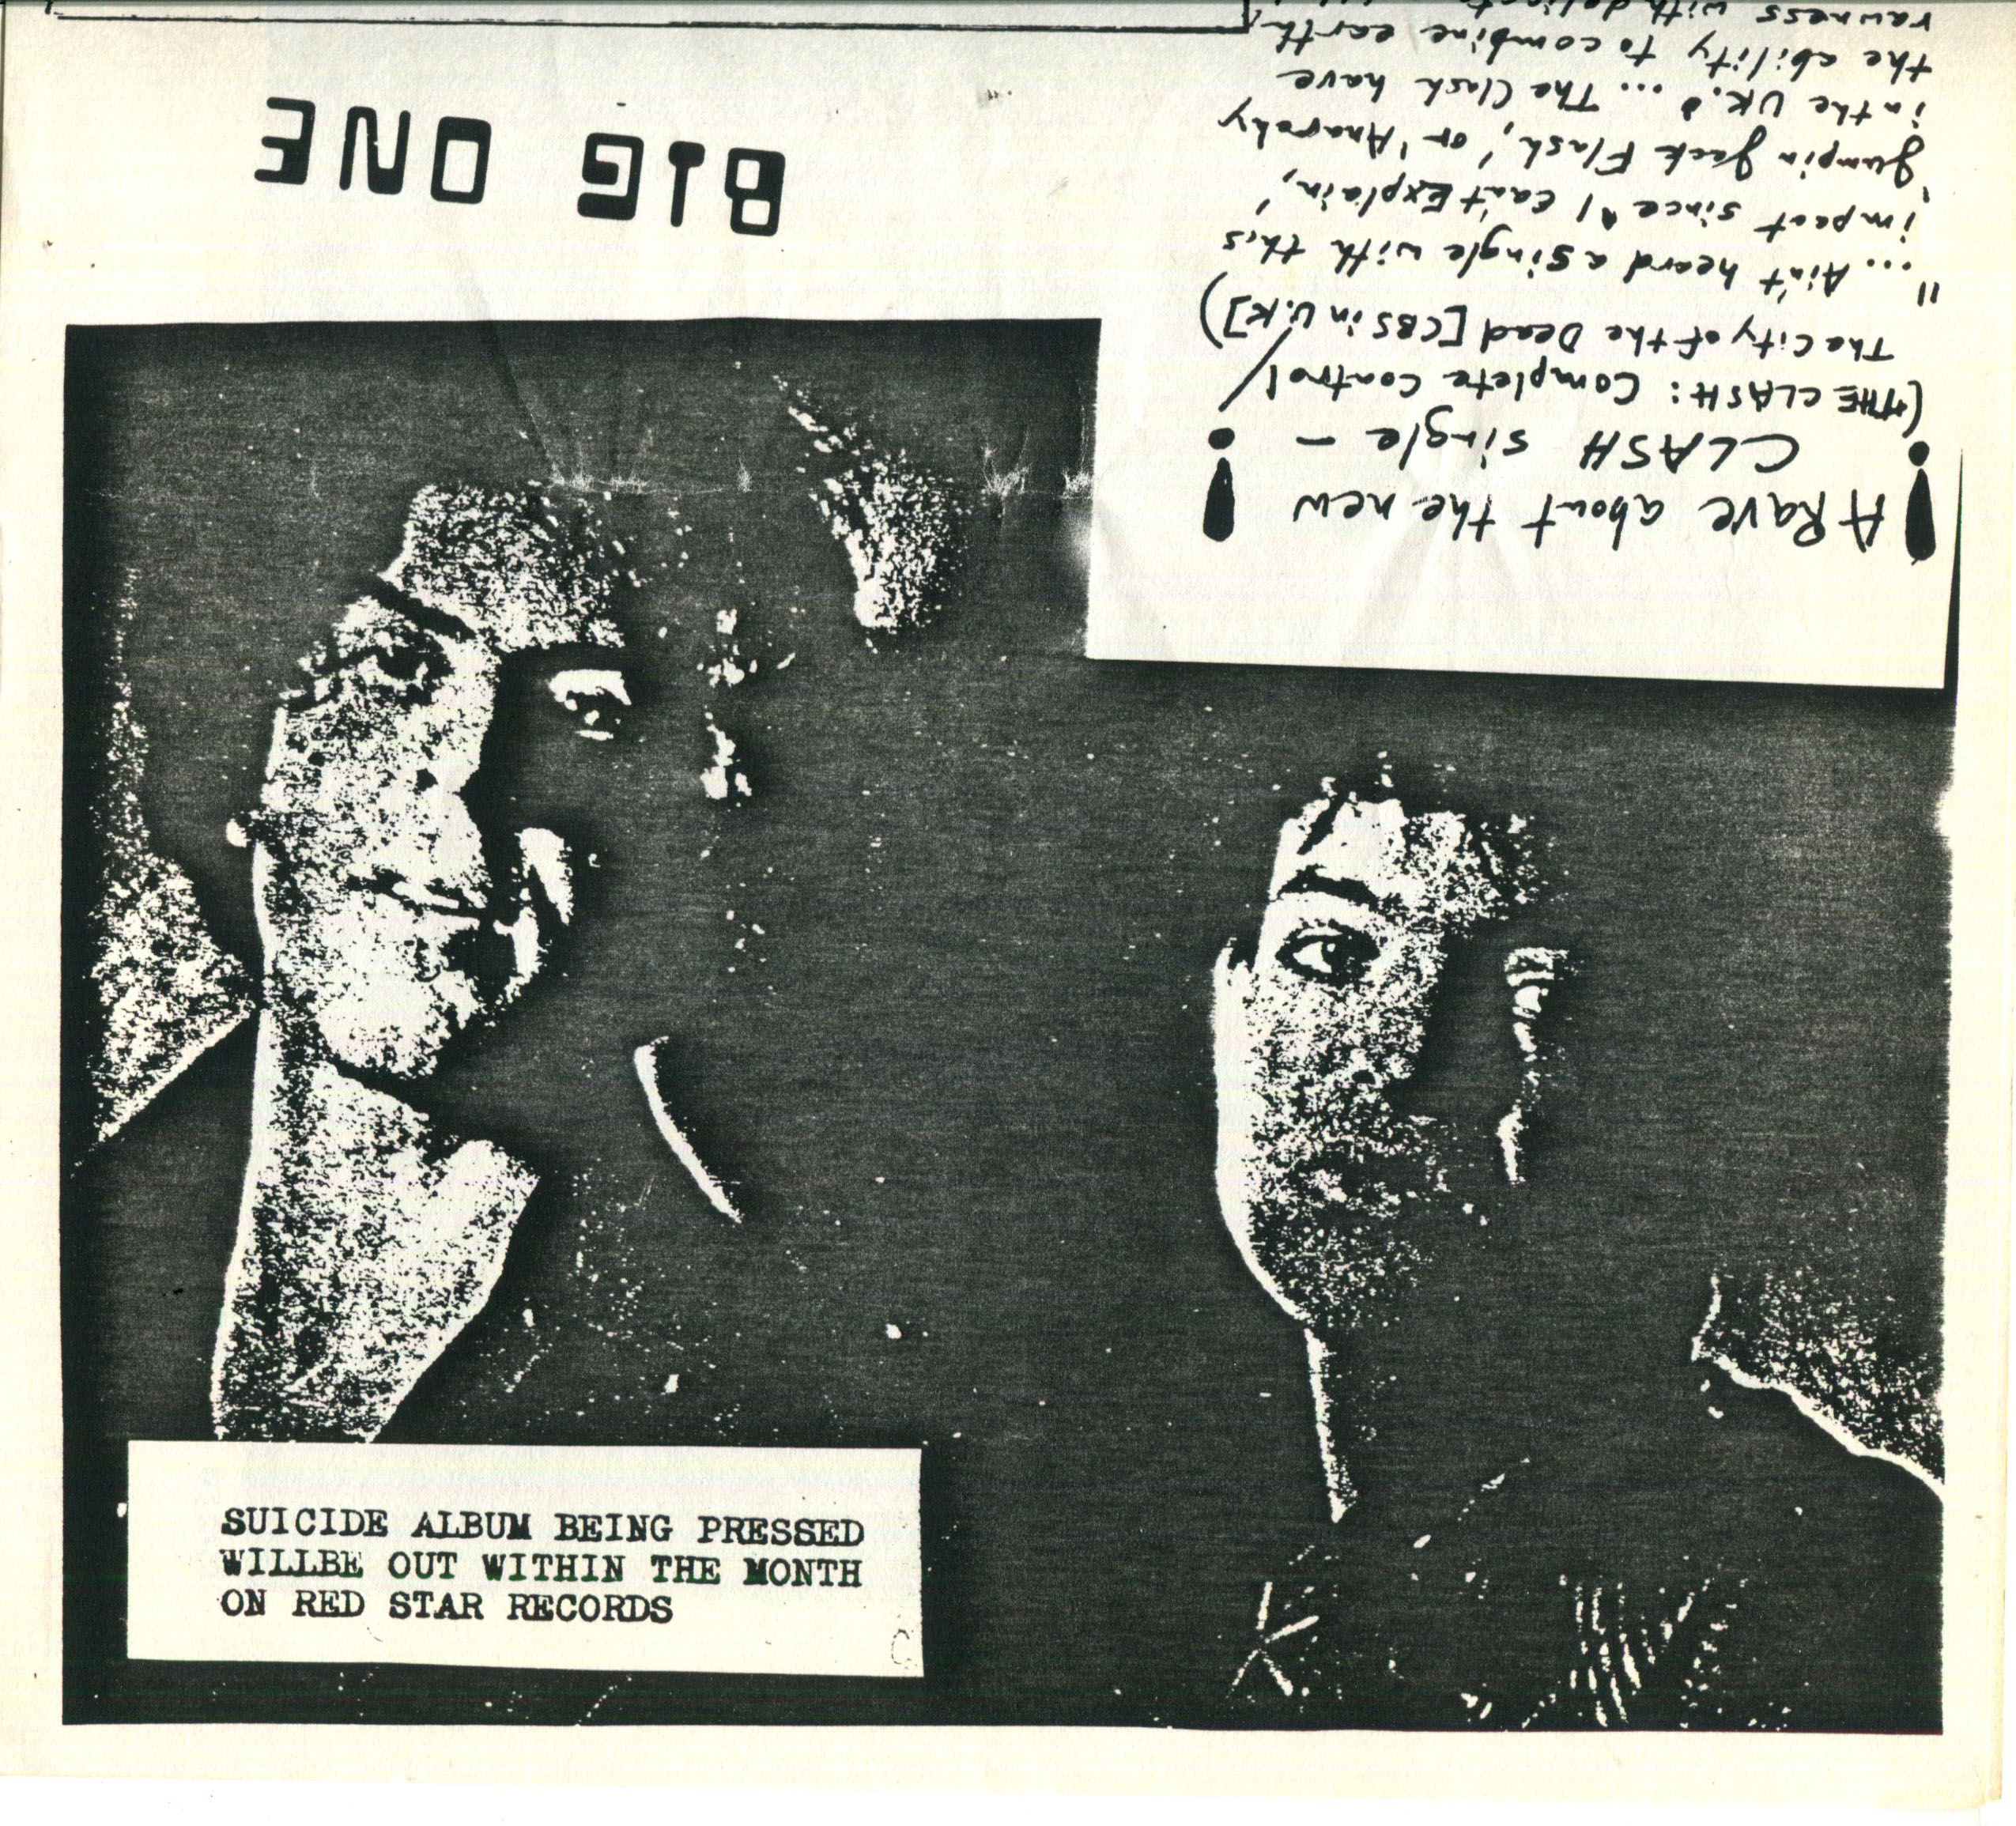 A Rave about the new
CLASH single -
(THE CLASH: Complete Control/
The City of the Dead [CBS in U.K])
"... Ain't heard a single with this
impact since 'I Can't Explain,'
'Jumpin Jack Flash,' or 'Anarchy
in the UK.' ... The Clash have
the ability to combine earth
rawness with
BIG ONE
SUICIDE ALBUM BEING PRESSED
WILLBE OUT WITHIN THE MONTH
ON RED STAR RECORDS